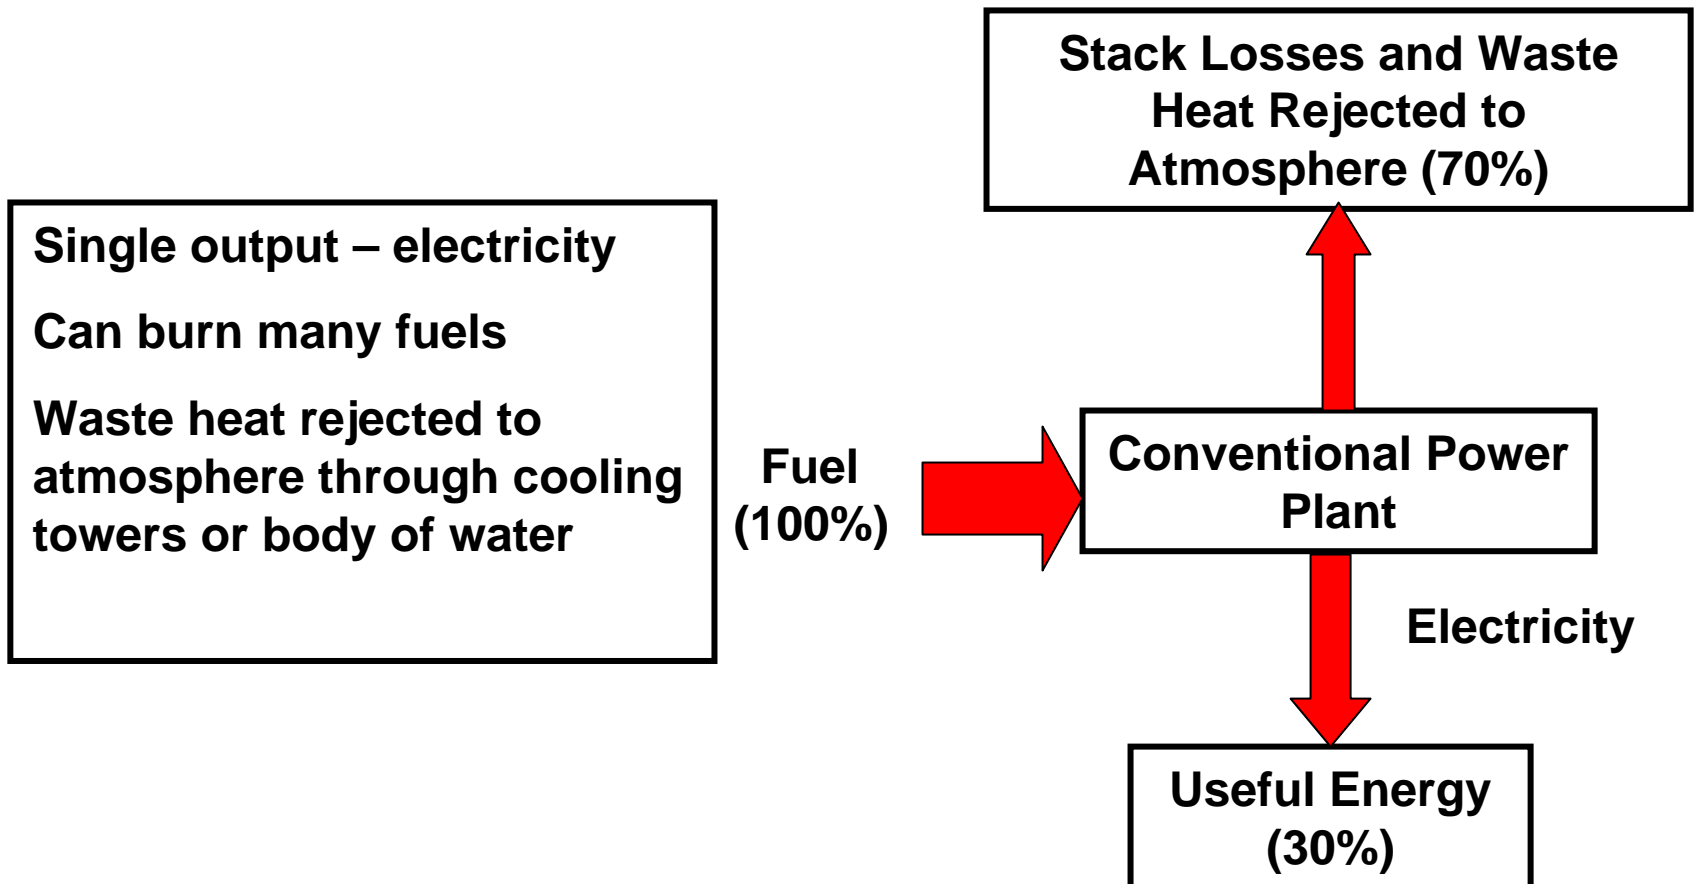 Stack Losses and Waste
Heat Rejected to
Atmosphere (70%)
Single output – electricity
Can burn many fuels
Waste heat rejected to
atmosphere through cooling
towers or body of water
Fuel
(100%)
Conventional Power
Plant
Electricity
Useful Energy
(30%)